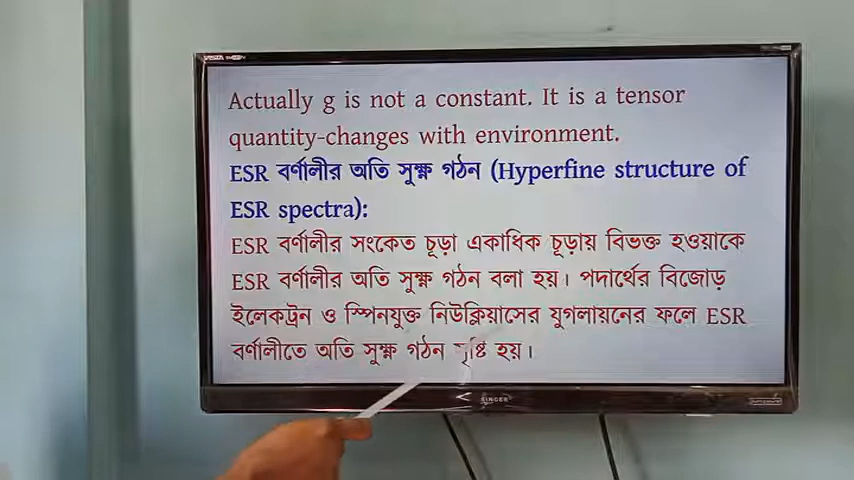 Actually g is not a constant. It is a tensor
quantity-changes with environment.
ESR বর্ণালীর অতি সুক্ষ্ণ গঠন (Hyperfine structure of
ESR spectra):
ESR বর্ণালীর সংকেত চূড়া একাধিক চূড়ায় বিভক্ত হওয়াকে
ESR বর্ণালীর অতি সুক্ষ্ণ গঠন বলা হয়। পদার্থের বিজোড়
ইলেকট্রন ও স্পিনযুক্ত নিউক্লিয়াসের যুগলায়নের ফলে ESR
বর্ণালীতে অতি সুক্ষ্ণ গঠন সৃষ্টি হয়।
SINGER